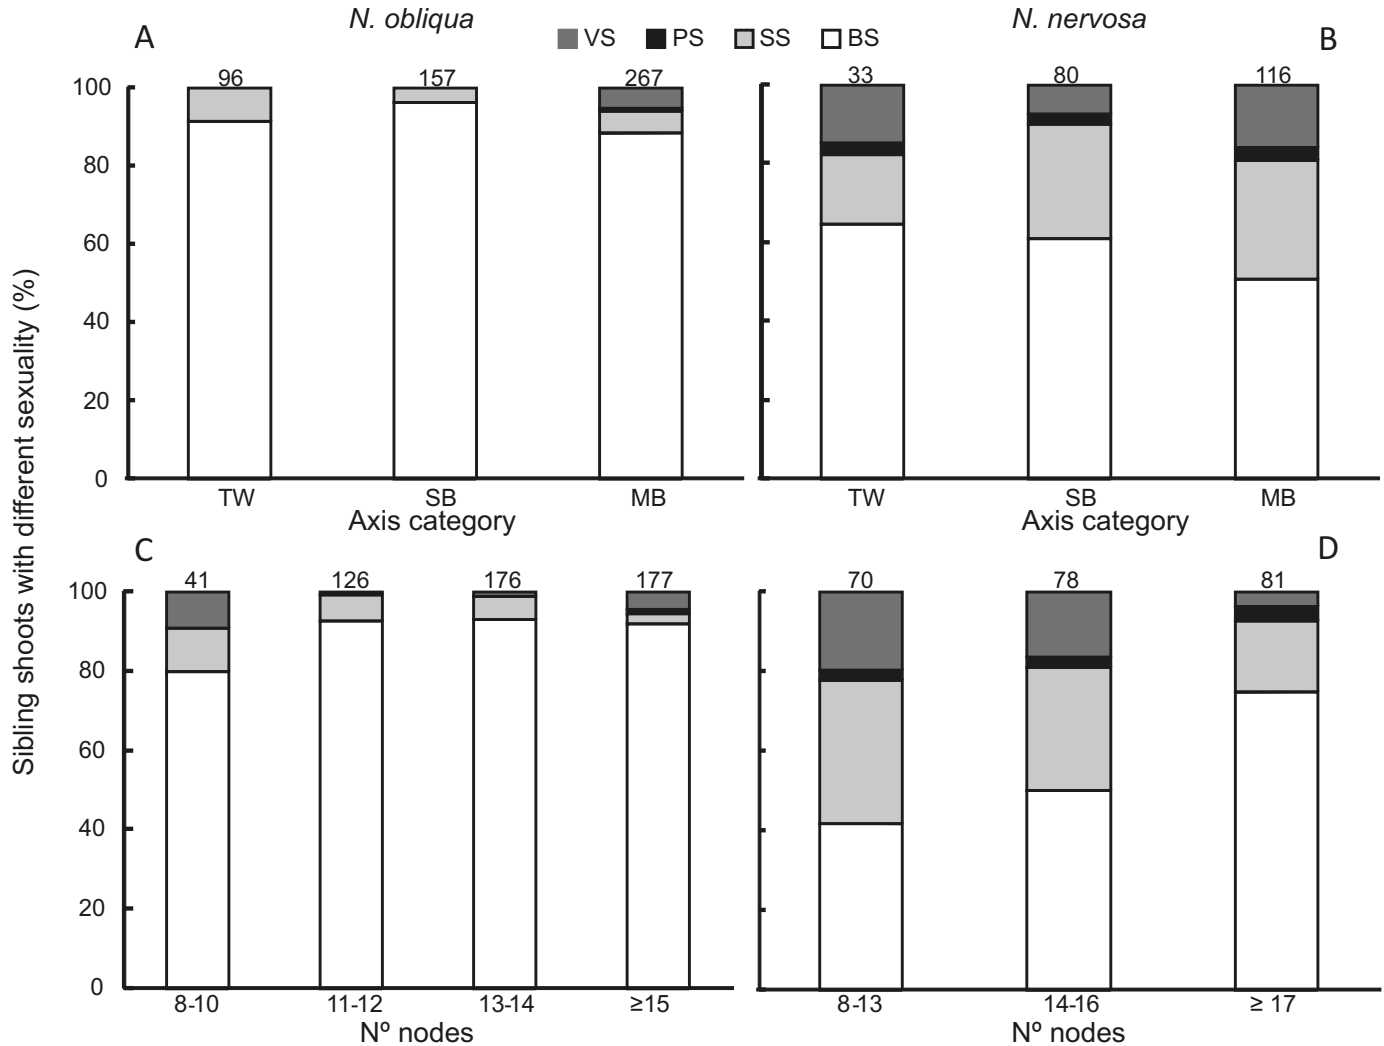 N. obliqua
N. nervosa
A
VS PS SS BS
B
Sibling shoots with different sexuality (%)
96 157 267
100
80
60
40
20
0
TW SB MB
Axis category
33 80 116
TW SB MB
Axis category
C
41 126 176 177
100
80
60
40
20
0
8-10 11-12 13-14 ≥15
Nº nodes
D
70 78 81
8-13 14-16 ≥ 17
Nº nodes